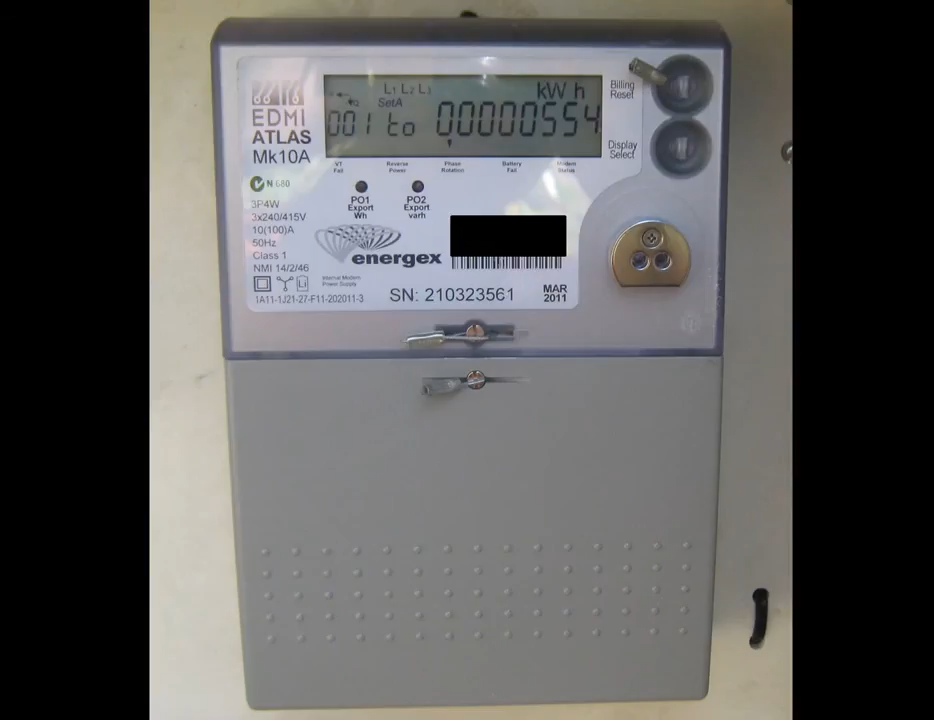 L1 L2 L3
kW h
SetA
001 to 00000554
Billing
Reset
Display
Select
EDMI
ATLAS
Mk10A
VT
Fail
Reverse
Power
Phase
Rotation
Battery
Fail
Modem
Status
N 680
PO1
Export
Wh
PO2
Export
varh
3P4W
3x240/415V
10(100)A
50Hz
Class 1
NMI 14/2/46
energex
Internal Modem
Power Supply
Li
1A11-1J21-27-F11-202011-3
SN: 210323561
MAR
2011